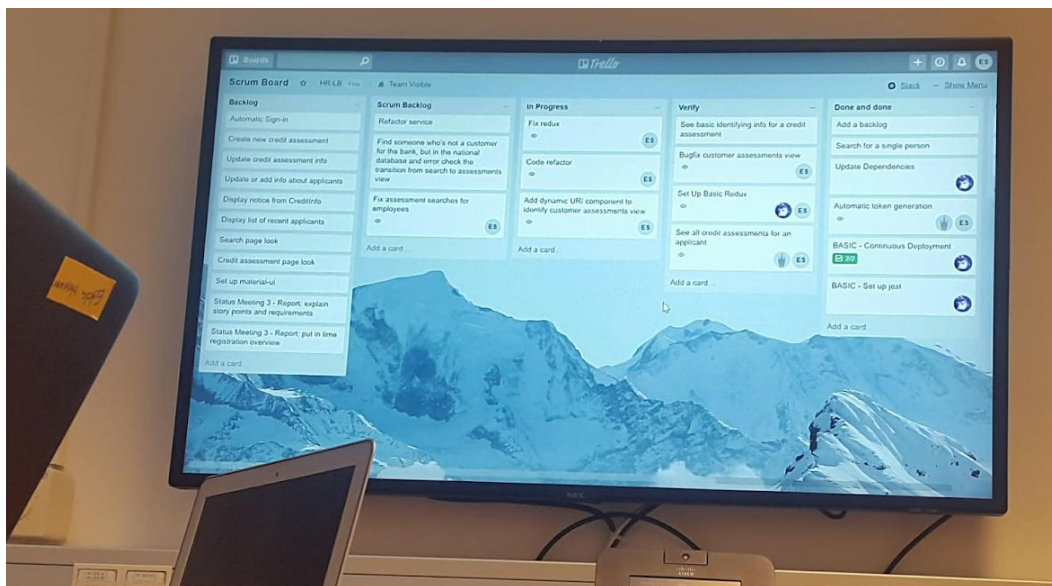 Boards
Trello
ES
Scrum Board
HR-LB
Free
Team Visible
Slack
Show Menu
Backlog
Automatic Sign-in
Create new credit assessment
Update credit assessment info
Update or add info about applicants
Display notice from CreditInfo
Display list of recent applicants
Search page look
Credit assessment page look
Set up material-ui
Status Meeting 3 - Report: explain
story points and requirements
Status Meeting 3 - Report: put in time
registration overview
Add a card...
Scrum Backlog
Refactor service
Find someone who's not a customer
for the bank, but in the national
database and error check the
transition from search to assessments
view
Fix assessment searches for
employees
ES
Add a card...
In Progress
Fix redux
ES
Code refactor
ES
Add dynamic URI component to
identify customer assessments view
ES
Add a card...
Verify
See basic identifying info for a credit
assessment
Bugfix customer assessments view
ES
Set Up Basic Redux
ES
See all credit assessments for an
applicant
ES
Add a card...
Done and done
Add a backlog
Search for a single person
Update Dependencies
Automatic token generation
ES
BASIC - Continuous Deployment
2/2
BASIC - Set up jest
Add a card...
NEC
CISCO